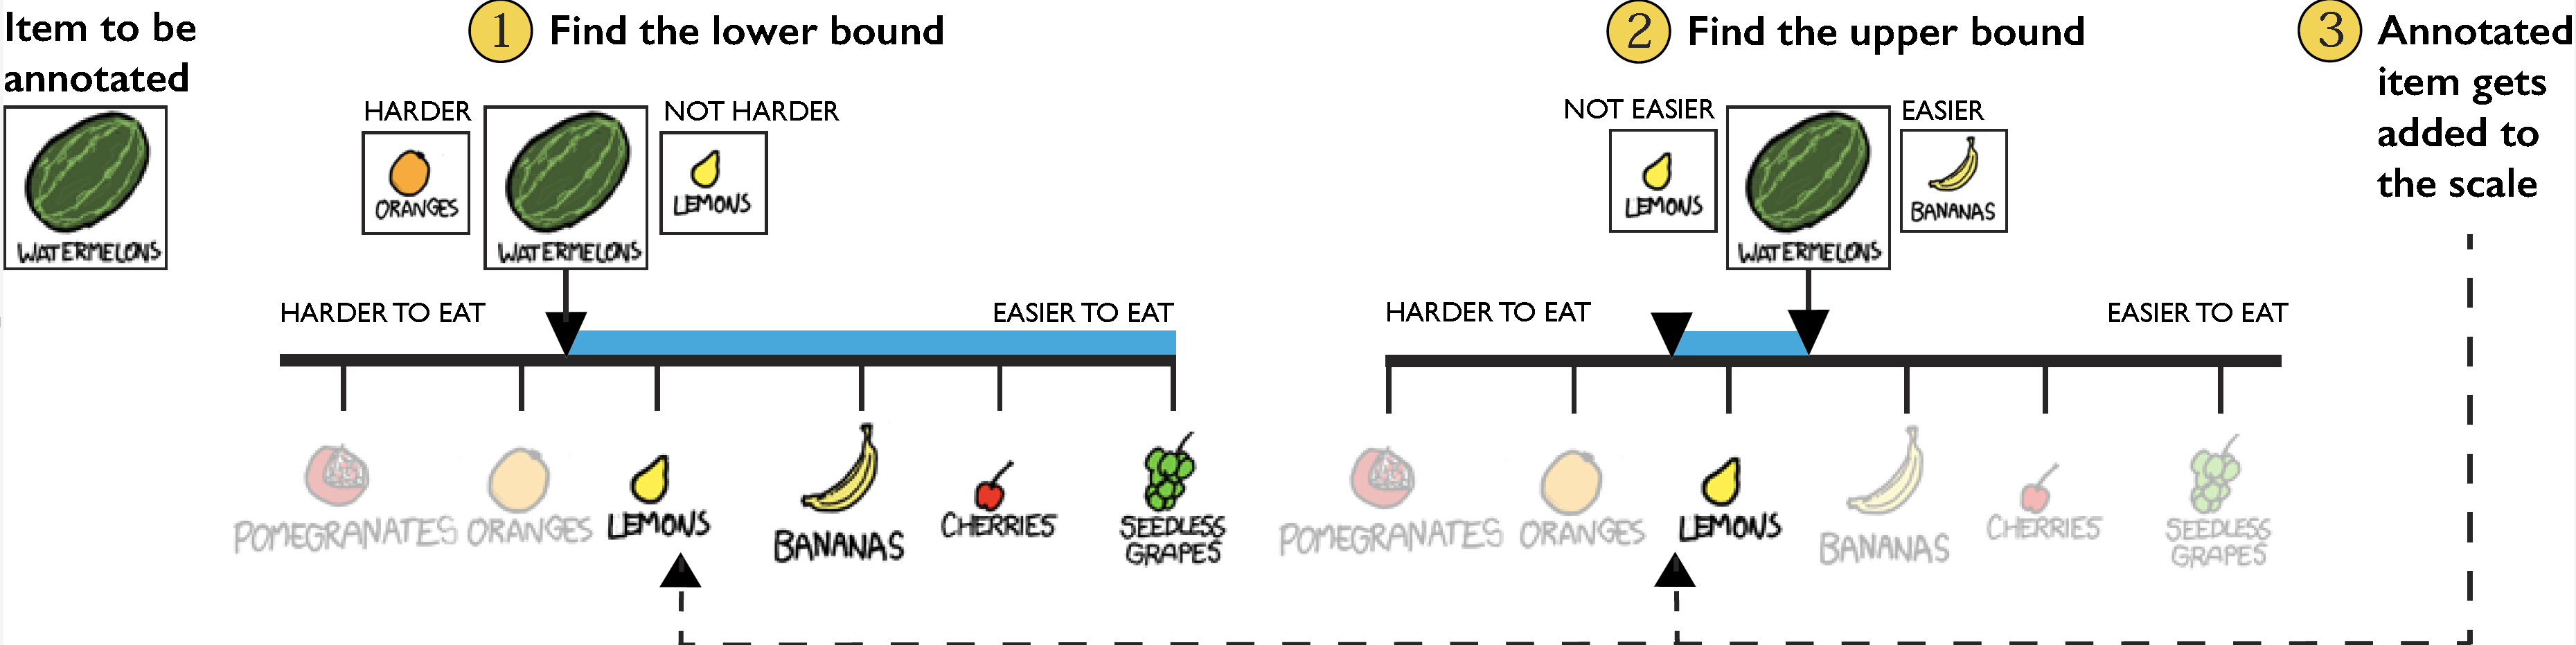 Item to be
annotated
WATERMELONS
1 Find the lower bound
HARDER
NOT HARDER
ORANGES
WATERMELONS
LEMONS
HARDER TO EAT
EASIER TO EAT
POMEGRANATES
ORANGES
LEMONS
BANANAS
CHERRIES
SEEDLESS
GRAPES
2 Find the upper bound
NOT EASIER
EASIER
LEMONS
WATERMELONS
BANANAS
HARDER TO EAT
EASIER TO EAT
POMEGRANATES
ORANGES
LEMONS
BANANAS
CHERRIES
SEEDLESS
GRAPES
3 Annotated
item gets
added to
the scale